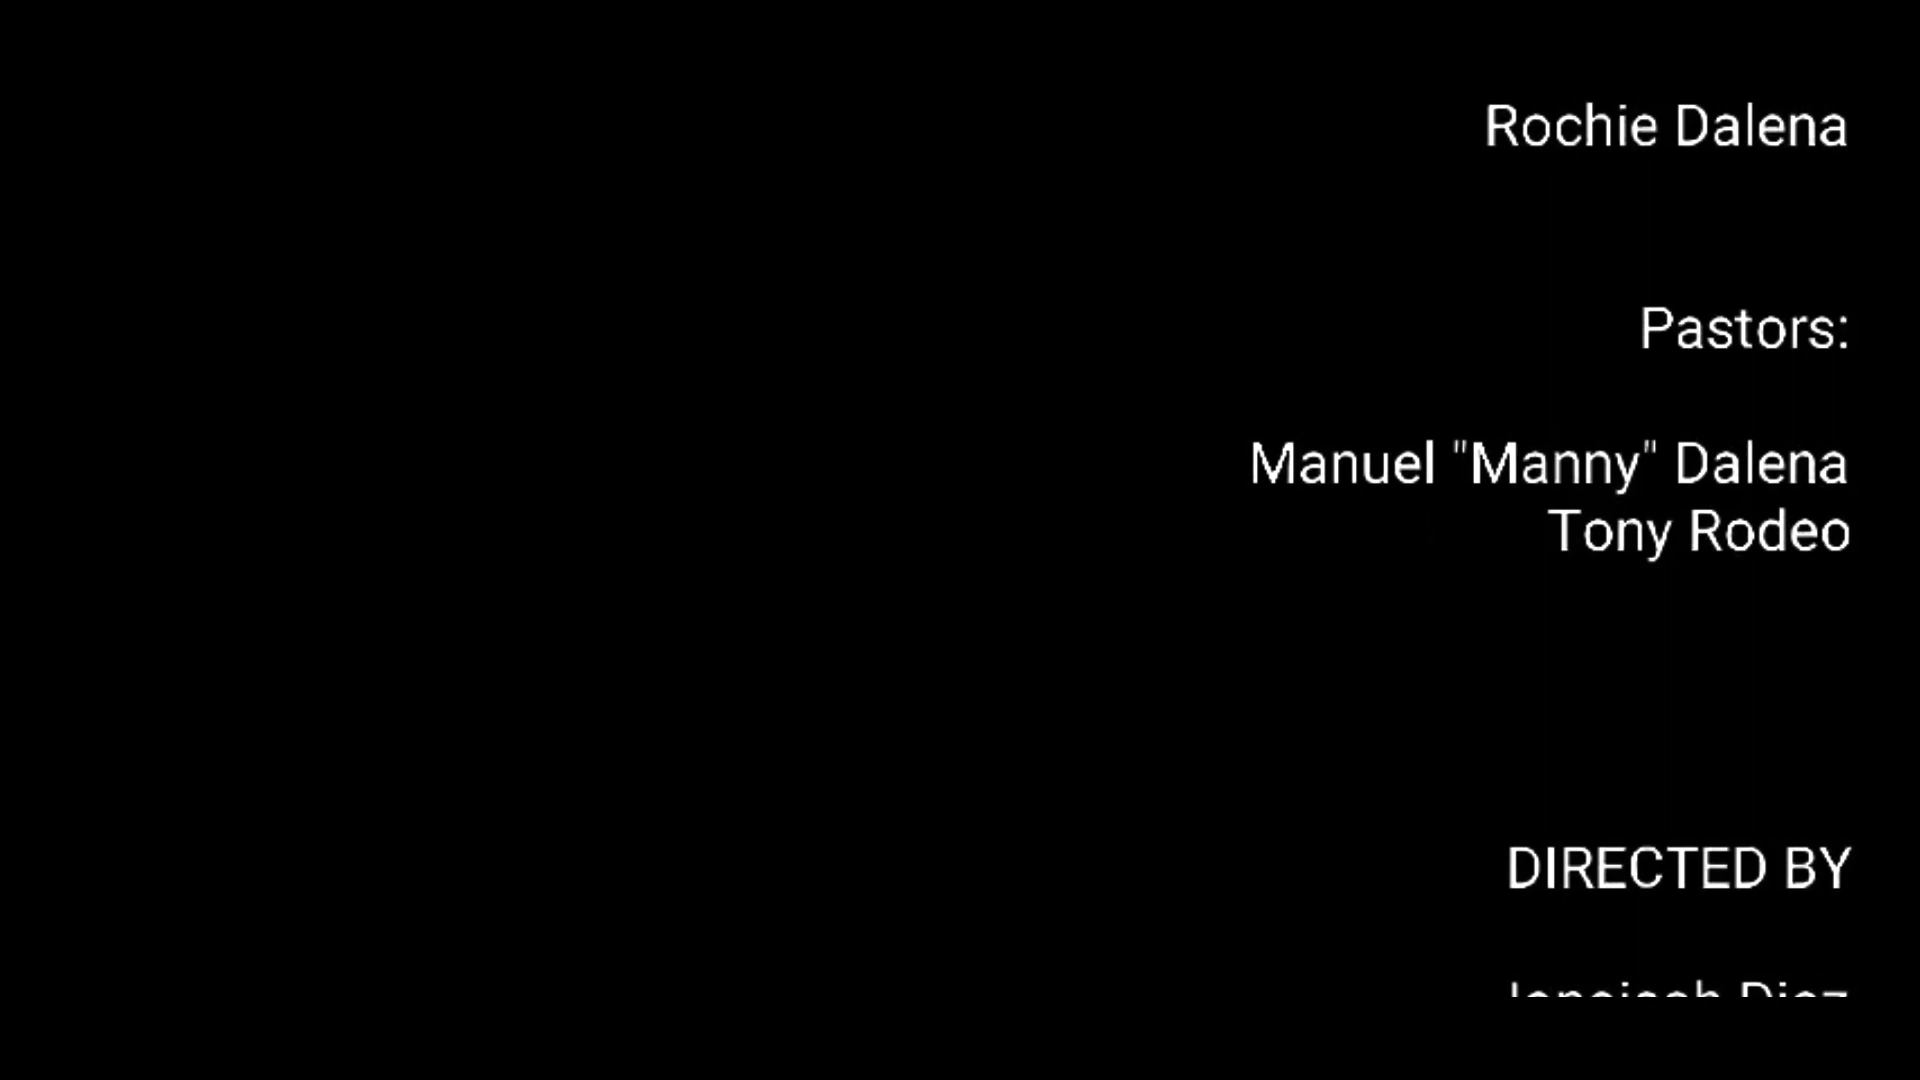 Rochie Dalena
Pastors:
Manuel "Manny" Dalena
Tony Rodeo
DIRECTED BY